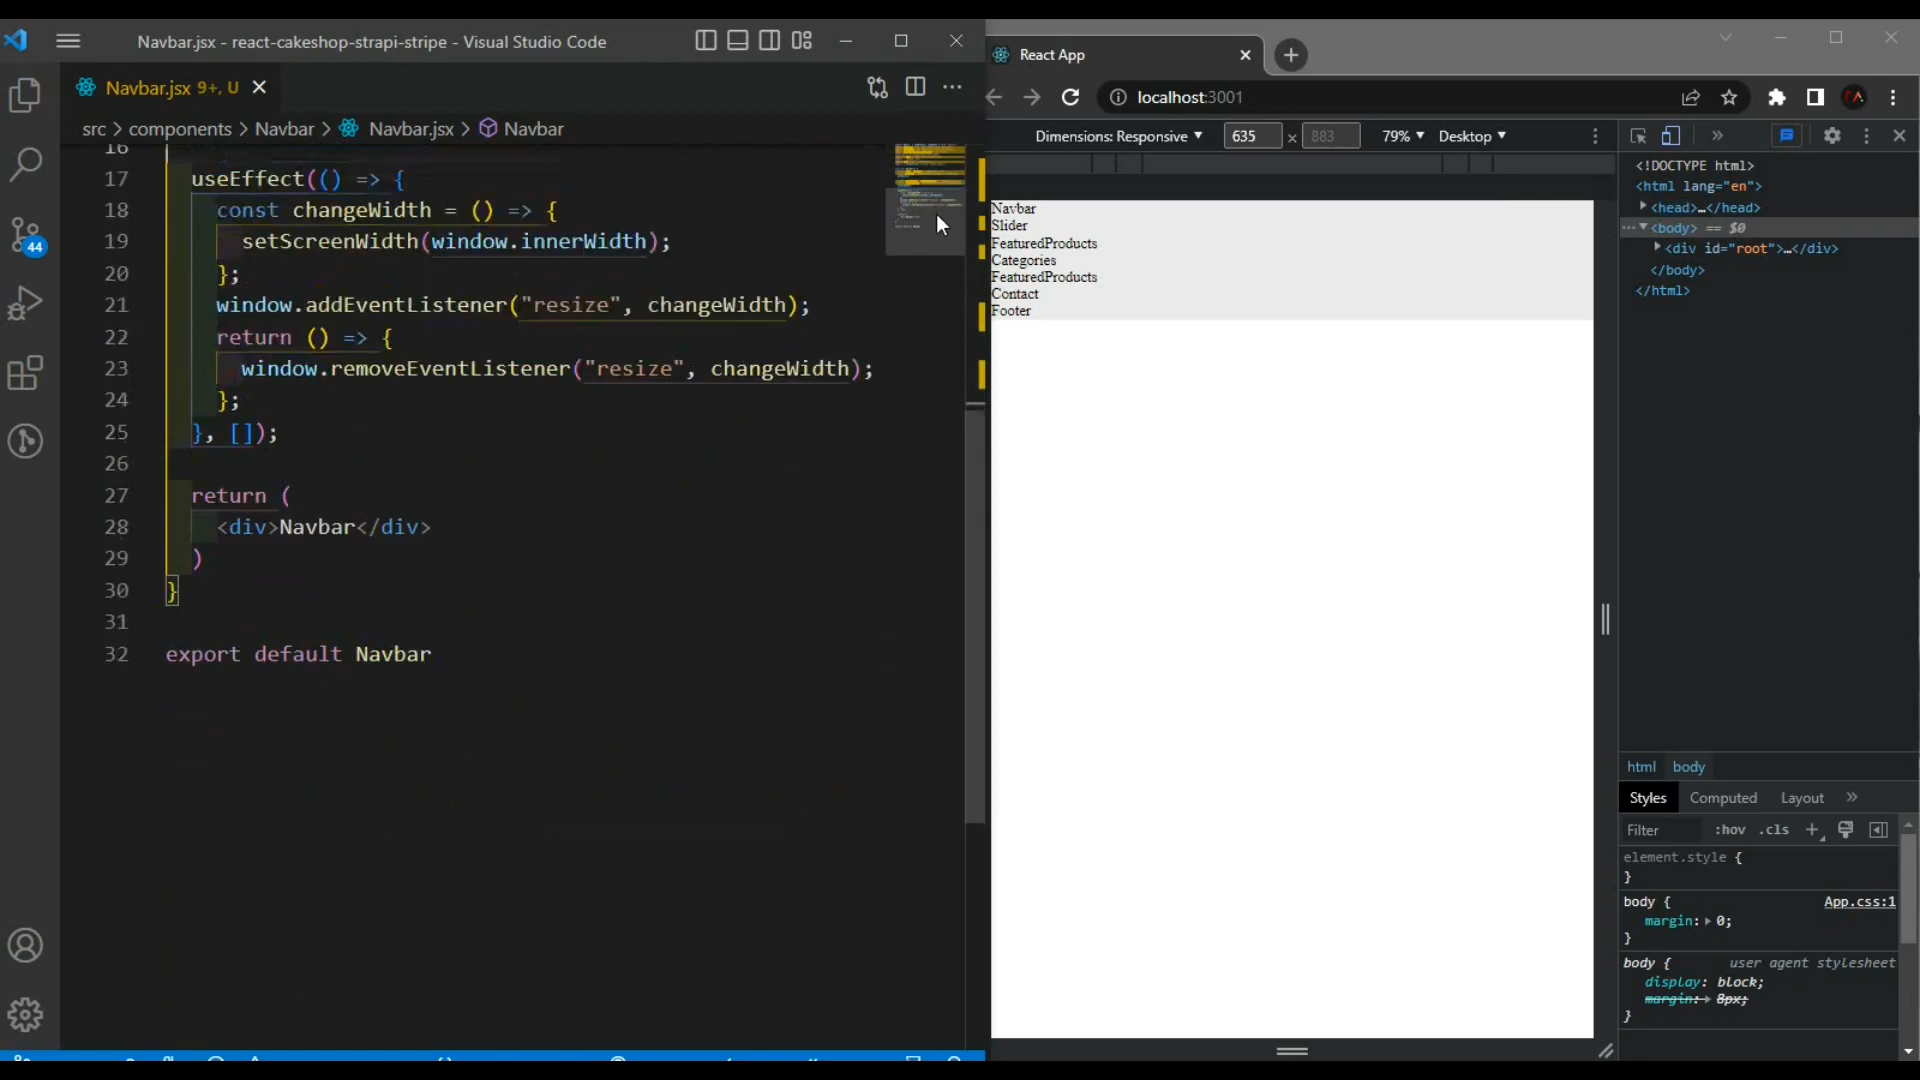 Navbar.jsx - react-cakeshop-strapi-stripe - Visual Studio Code
Navbar.jsx 9+, U
src > components > Navbar > Navbar.jsx > Navbar
16
17 useEffect(() => {
18 const changeWidth = () => {
19 setScreenWidth(window.innerWidth);
20 };
21 window.addEventListener("resize", changeWidth);
22 return () => {
23 window.removeEventListener("resize", changeWidth);
24 };
25 }, []);
26
27 return (
28 <div>Navbar</div>
29 )
30 }
31
32 export default Navbar
44
React App
localhost:3001
Dimensions: Responsive 635 x 883 79% Desktop
Navbar
Slider
FeaturedProducts
Categories
FeaturedProducts
Contact
Footer
<!DOCTYPE html>
<html lang="en">
<head>…</head>
<body> == $0
<div id="root">…</div>
</body>
</html>
html body
Styles Computed Layout
Filter :hov .cls
element.style {
}
body { App.css:1
margin: 0;
}
body { user agent stylesheet
display: block;
margin: 8px;
}